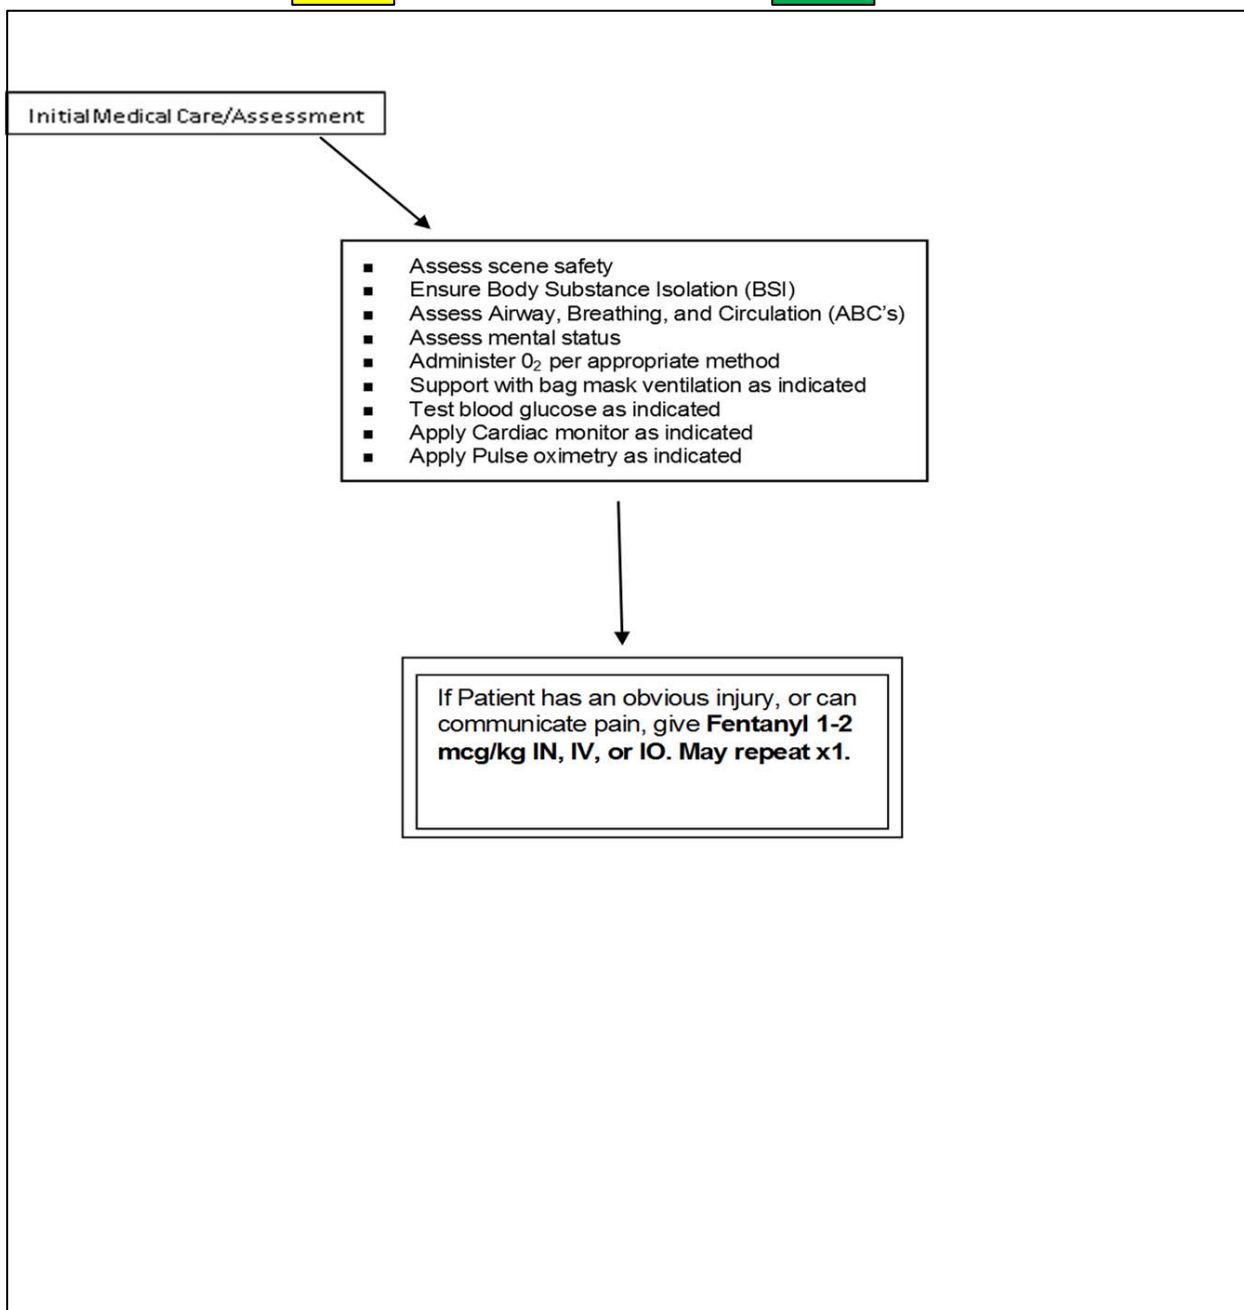 Initial Medical Care/Assessment
■ Assess scene safety
■ Ensure Body Substance Isolation (BSI)
■ Assess Airway, Breathing, and Circulation (ABC’s)
■ Assess mental status
■ Administer 0₂ per appropriate method
■ Support with bag mask ventilation as indicated
■ Test blood glucose as indicated
■ Apply Cardiac monitor as indicated
■ Apply Pulse oximetry as indicated
If Patient has an obvious injury, or can
communicate pain, give Fentanyl 1-2
mcg/kg IN, IV, or IO. May repeat x1.